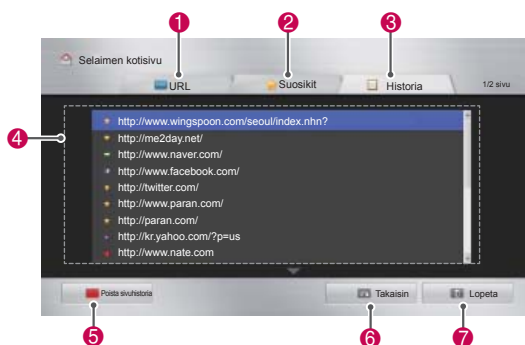 1 2 3
Selaimen kotisivu
URL Suosikit Historia 1/2 sivu
4
http://www.wingspoon.com/seoul/index.nhn?
http://me2day.net/
http://www.naver.com/
http://www.facebook.com/
http://twitter.com/
http://www.paran.com/
http://paran.com/
http://kr.yahoo.com/?p=us
http://www.nate.com
Poista sivuhistoria Takaisin Lopeta
5 6 7